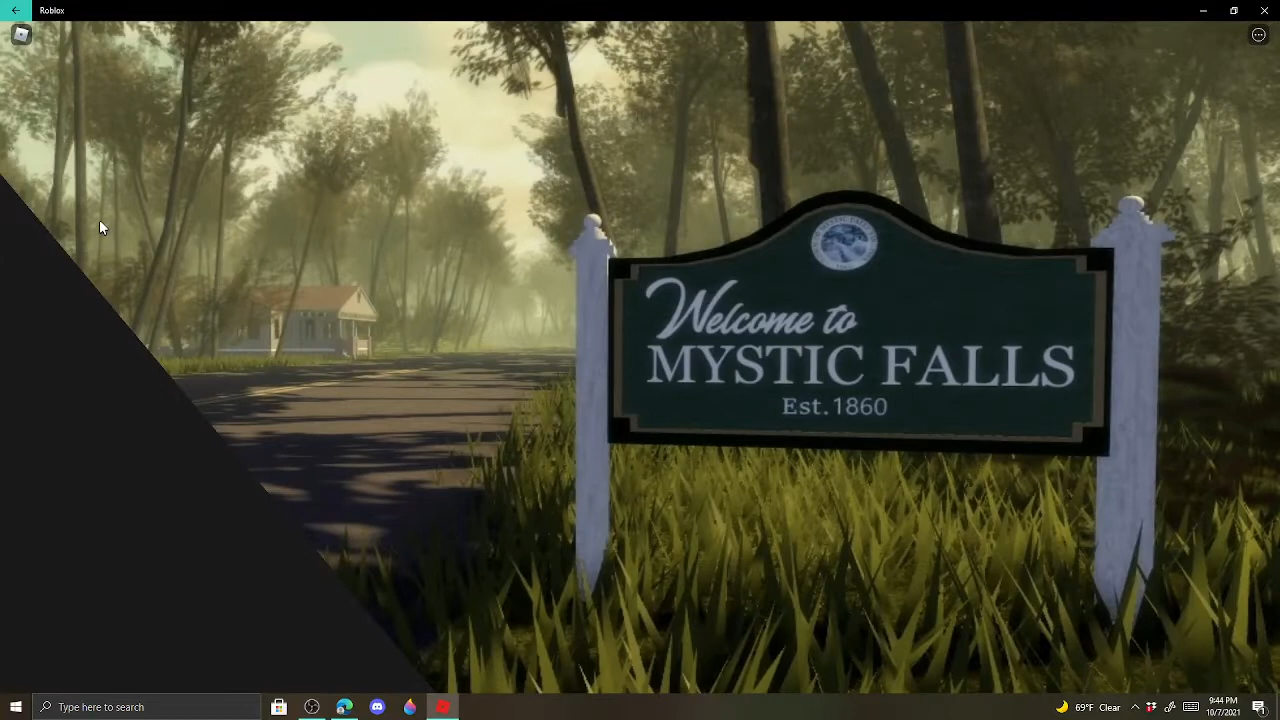 Roblox
Welcome to
MYSTIC FALLS
Est.1860
Type here to search
69°F Clear
9:44 PM
10/7/2021